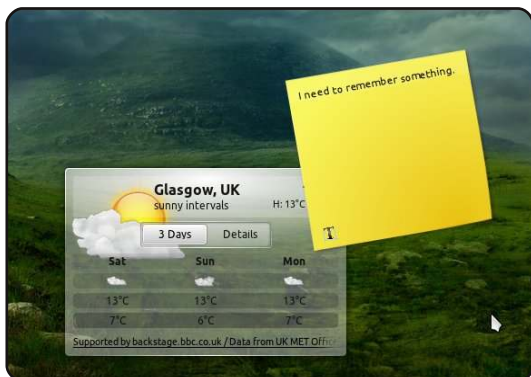 I need to remember something.
Glasgow, UK
sunny intervals
H: 13°C
3 Days Details
Sat Sun Mon
13°C 13°C 13°C
7°C 6°C 7°C
Supported by backstage.bbc.co.uk / Data from UK MET Office
T